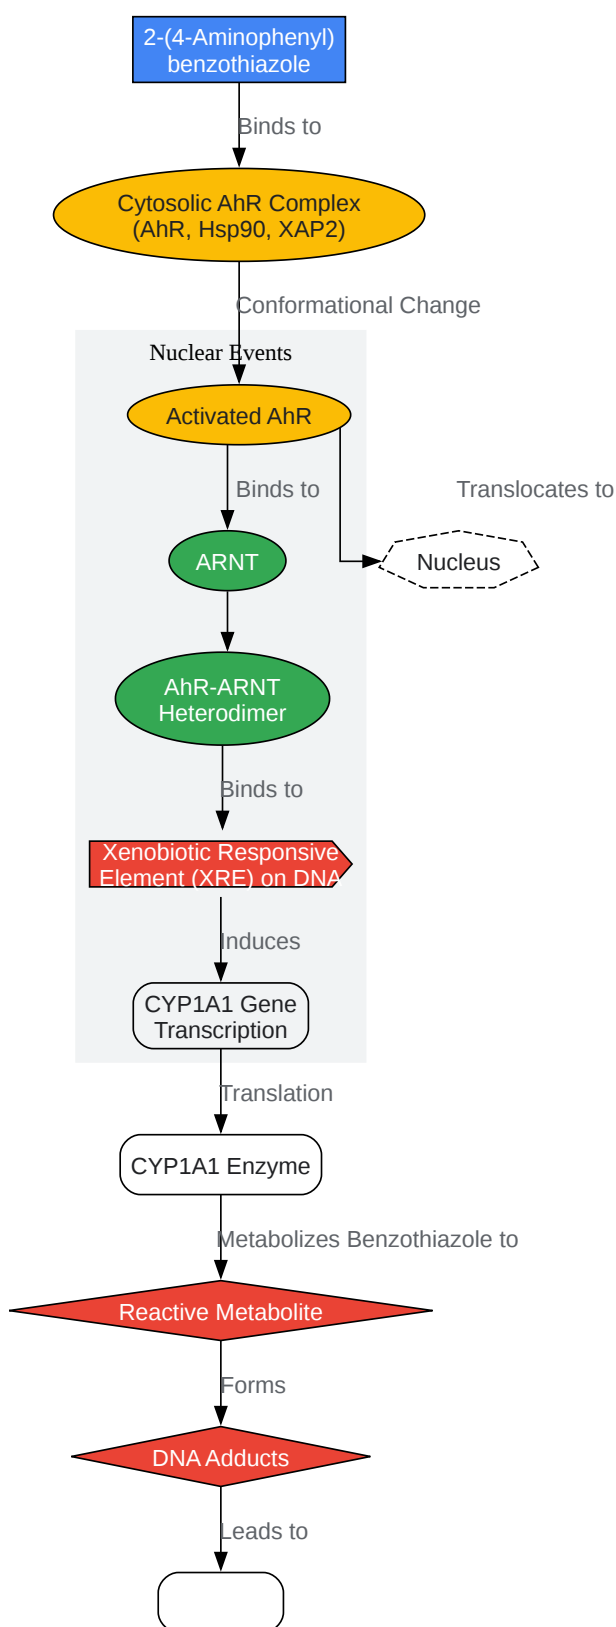 2-(4-Aminophenyl)
benzothiazole
Binds to
Cytosolic AhR Complex
(AhR, Hsp90, XAP2)
Conformational Change
Nuclear Events
Activated AhR
Binds to
Translocates to
ARNT
Nucleus
AhR-ARNT
Heterodimer
Binds to
Xenobiotic Responsive
Element (XRE) on DNA
Induces
CYP1A1 Gene
Transcription
Translation
CYP1A1 Enzyme
Metabolizes Benzothiazole to
Reactive Metabolite
Forms
DNA Adducts
Leads to